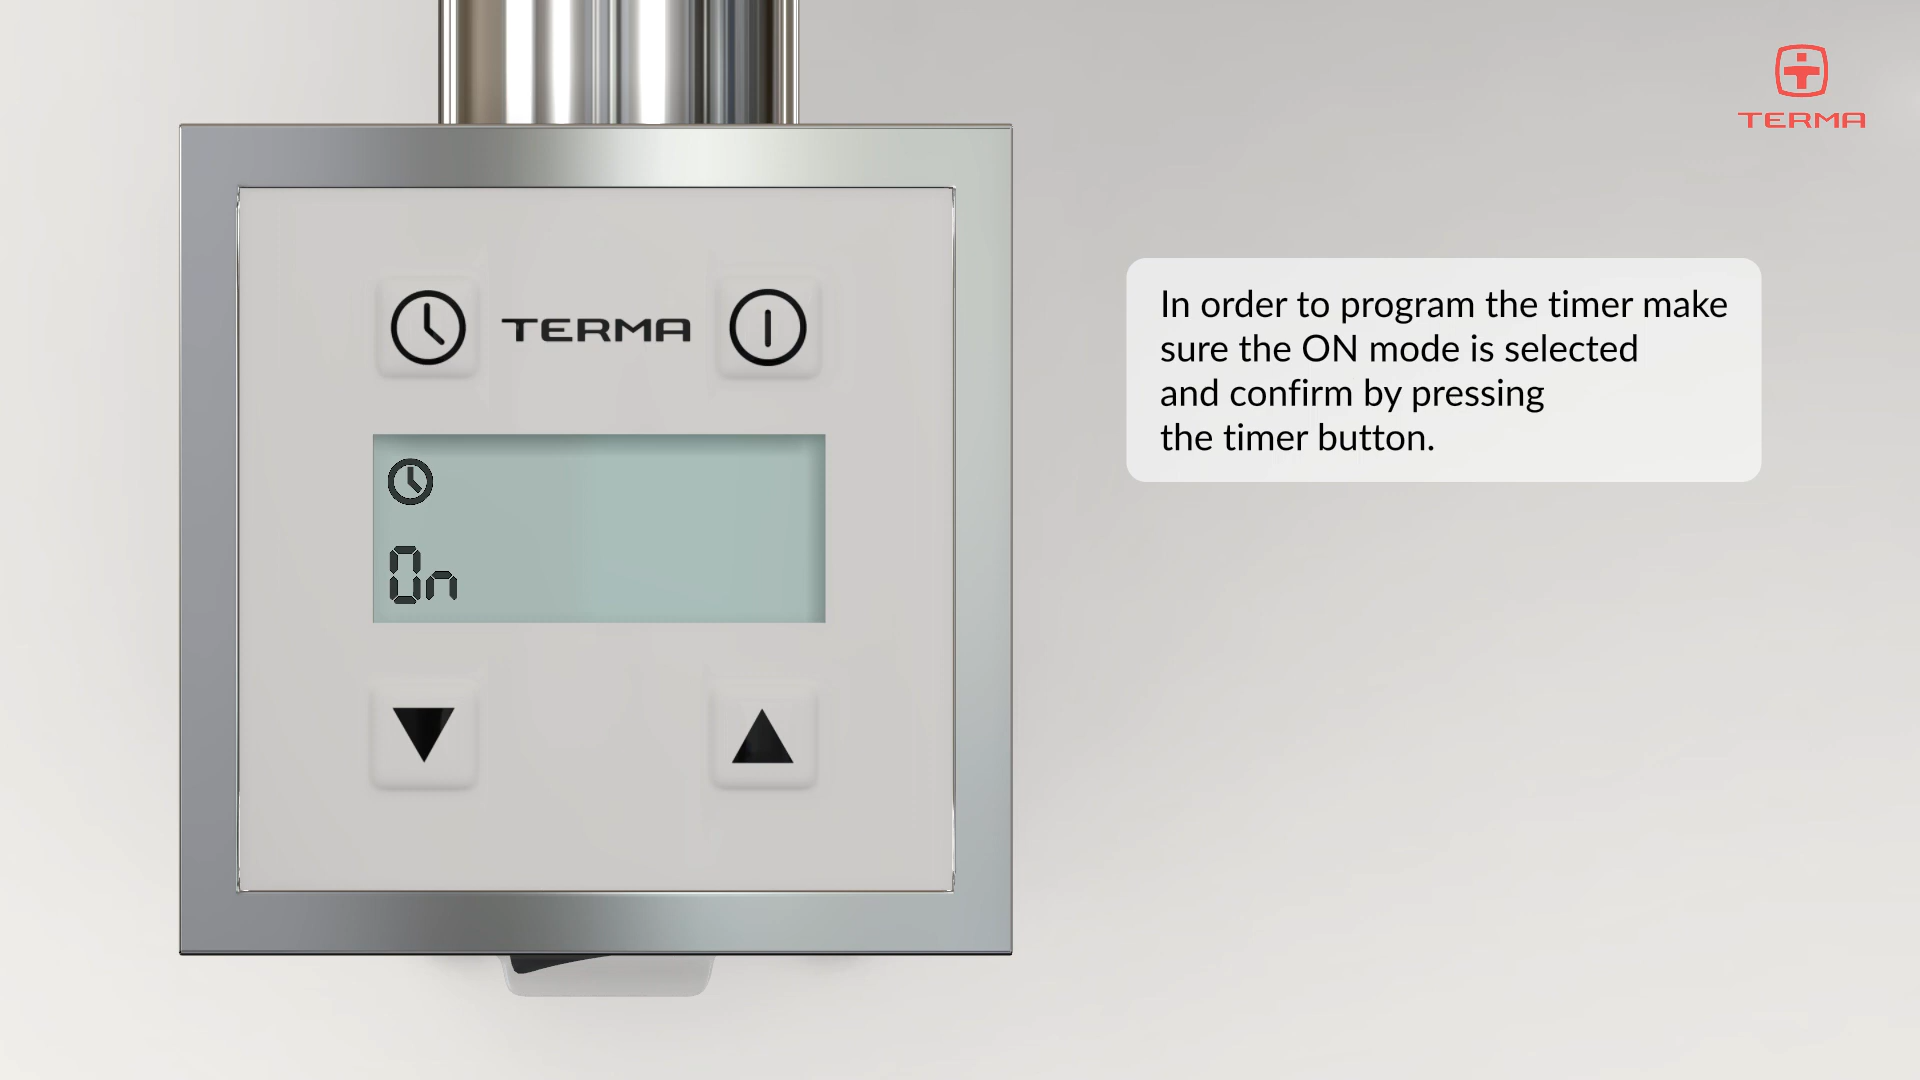 TERMA
TERMA
On
In order to program the timer make
sure the ON mode is selected
and confirm by pressing
the timer button.